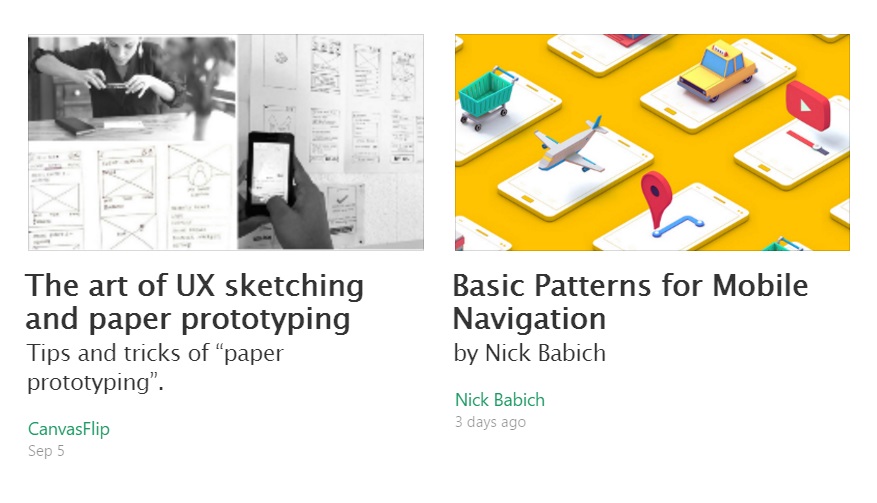 The art of UX sketching
and paper prototyping
Tips and tricks of “paper
prototyping”.
CanvasFlip
Sep 5
Basic Patterns for Mobile
Navigation
by Nick Babich
Nick Babich
3 days ago